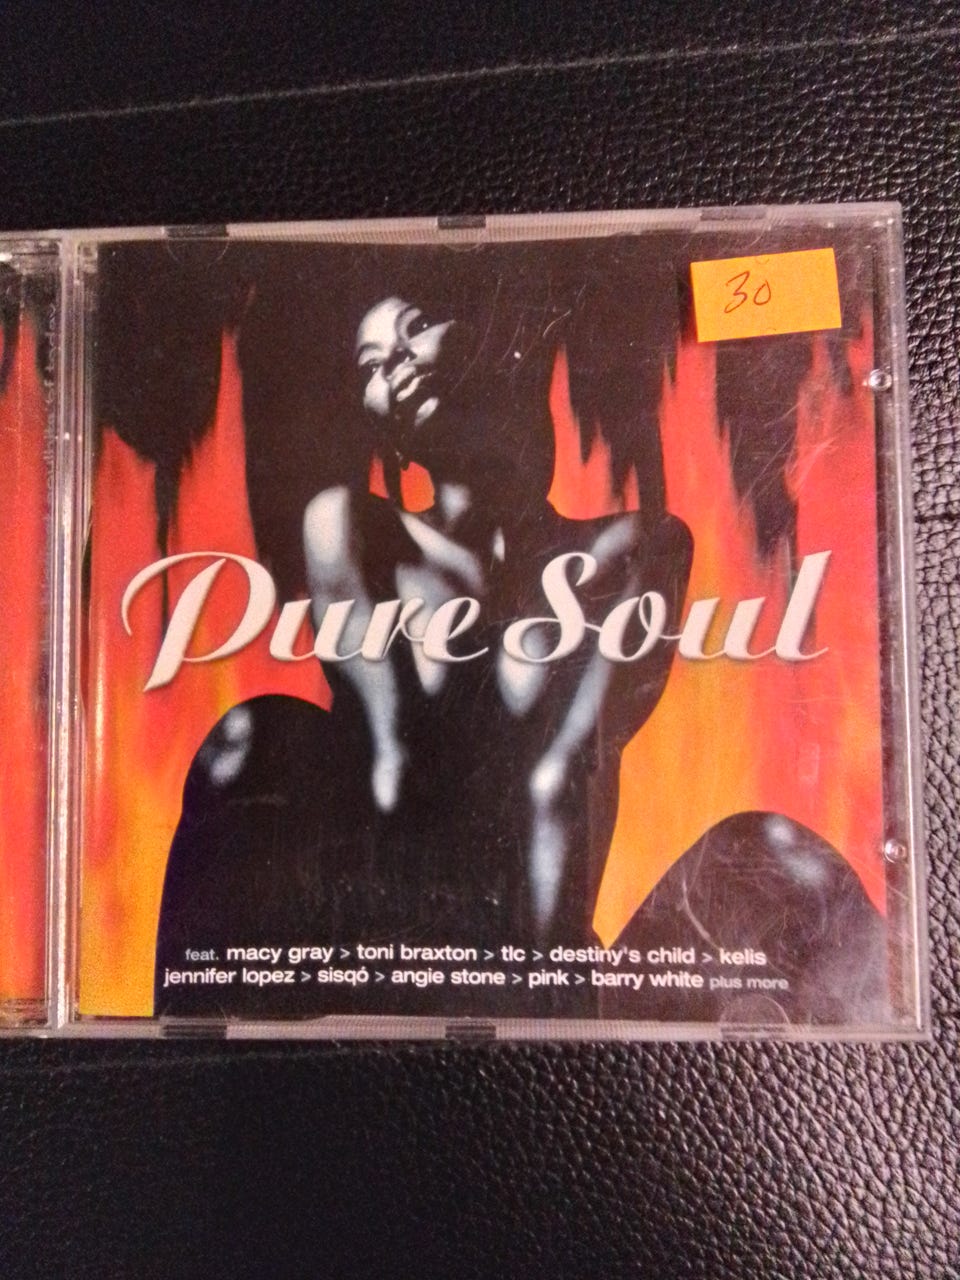 30
Pure Soul
feat. macy gray > toni braxton > tlc > destiny's child > kelis
jennifer lopez > sisqó > angie stone > pink > barry white plus more